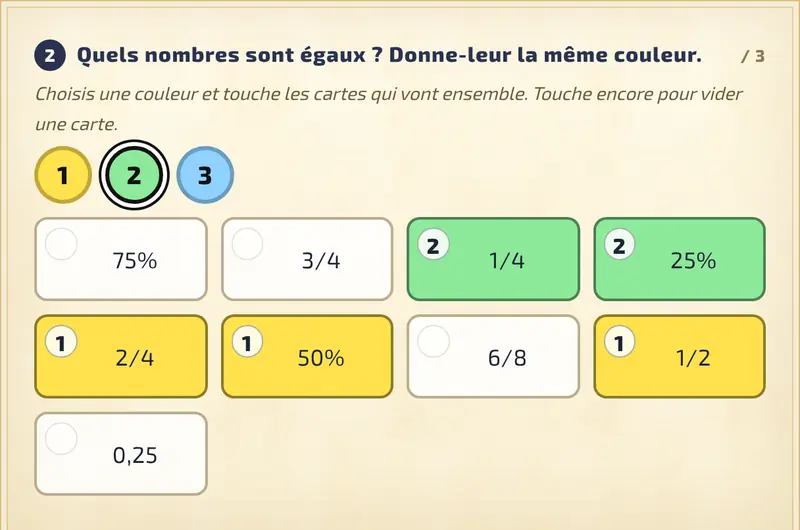 2 Quels nombres sont égaux ? Donne-leur la même couleur. / 3
Choisis une couleur et touche les cartes qui vont ensemble. Touche encore pour vider
une carte.
1 2 3
75% 3/4 2 1/4 2 25%
1 2/4 1 50% 6/8 1 1/2
0,25